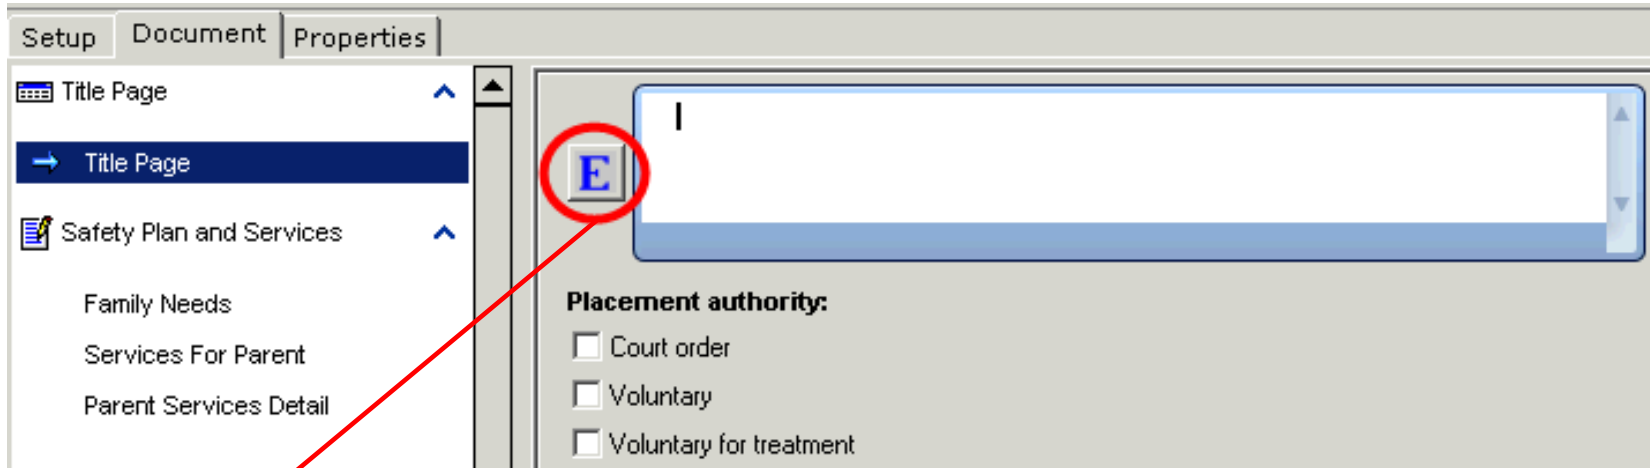 Setup Document Properties
Title Page
Title Page
Safety Plan and Services
Family Needs
Services For Parent
Parent Services Detail
E
Placement authority:
Court order
Voluntary
Voluntary for treatment